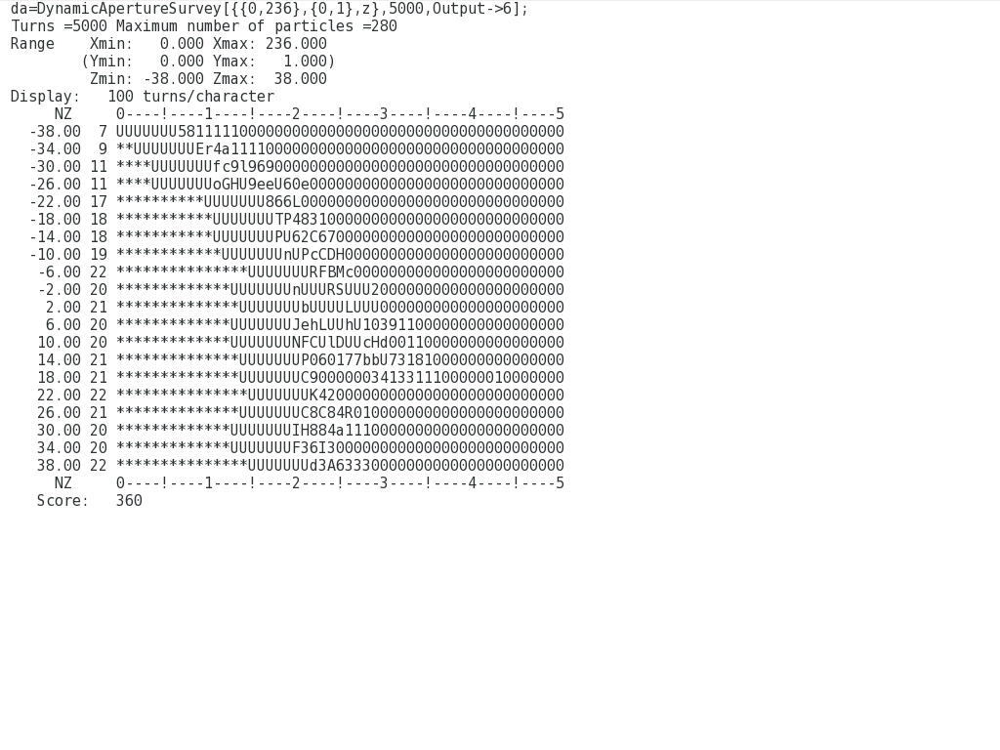 da=DynamicApertureSurvey[{{0,236},{0,1},z},5000,Output->6];
Turns =5000 Maximum number of particles =280
Range    Xmin:   0.000 Xmax: 236.000
        (Ymin:   0.000 Ymax:   1.000)
         Zmin: -38.000 Zmax:  38.000
Display:   100 turns/character
     NZ     0----!----1----!----2----!----3----!----4----!----5
  -38.00  7 UUUUUUU58111110000000000000000000000000000000000000
  -34.00  9 **UUUUUUUEr4a11110000000000000000000000000000000000
  -30.00 11 ****UUUUUUUfc9l969000000000000000000000000000000000
  -26.00 11 ****UUUUUUUoGHU9eeU60e00000000000000000000000000000
  -22.00 17 **********UUUUUUU866L000000000000000000000000000000
  -18.00 18 ***********UUUUUUUTP4831000000000000000000000000000
  -14.00 18 ***********UUUUUUUPU62C6700000000000000000000000000
  -10.00 19 ************UUUUUUUnUPcCDH0000000000000000000000000
   -6.00 22 ***************UUUUUUURFBMc000000000000000000000000
   -2.00 20 *************UUUUUUUnUUURSUUU2000000000000000000000
    2.00 21 **************UUUUUUUbUUUULUUU000000000000000000000
    6.00 20 *************UUUUUUUJehLUUhU10391100000000000000000
   10.00 20 *************UUUUUUUNFCUlDUUcHd00110000000000000000
   14.00 21 **************UUUUUUUP060177bbU73181000000000000000
   18.00 21 **************UUUUUUUC90000003413311100000010000000
   22.00 22 ***************UUUUUUUK4200000000000000000000000000
   26.00 21 **************UUUUUUUC8C84R010000000000000000000000
   30.00 20 *************UUUUUUUIH884a1110000000000000000000000
   34.00 20 *************UUUUUUUF36I300000000000000000000000000
   38.00 22 ***************UUUUUUUd3A63330000000000000000000000
     NZ     0----!----1----!----2----!----3----!----4----!----5
   Score:   360